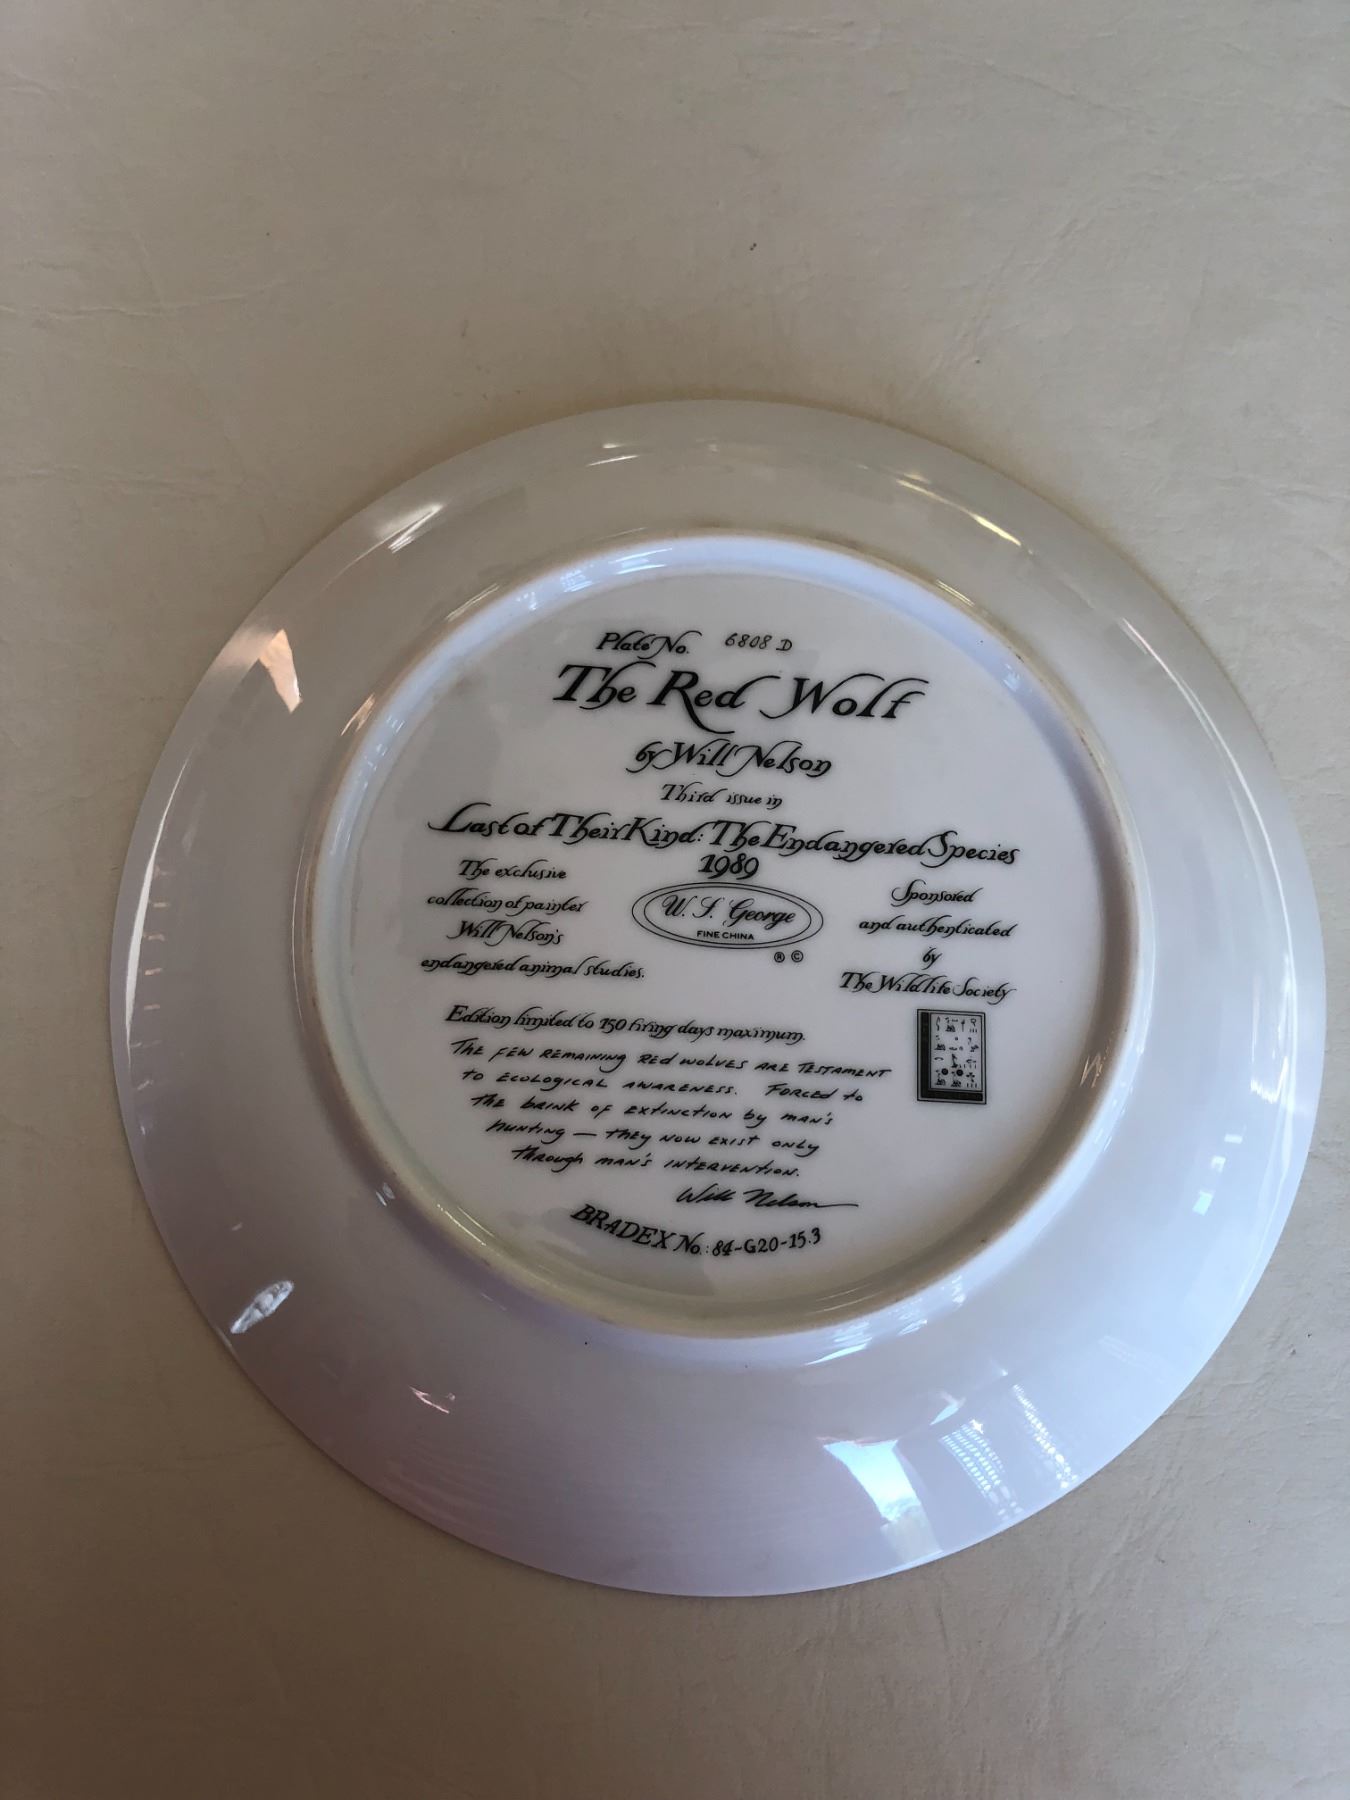 Plate No. 6808 D
The Red Wolf
by Will Nelson
Third issue in
Last of Their Kind: The Endangered Species
1989
The exclusive
collection of painter
Will Nelson's
endangered animal studies.
W. S. George
FINE CHINA
® ©
Sponsored
and authenticated
by
The Wildlife Society
Edition limited to 150 firing days maximum.
THE FEW REMAINING RED WOLVES ARE TESTAMENT
TO ECOLOGICAL AWARENESS. FORCED to
THE BRINK OF EXTINCTION by MAN'S
HUNTING — THEY NOW EXIST ONLY
THROUGH MAN'S INTERVENTION.
Will Nelson
BRADEX No.: 84-G20-15.3